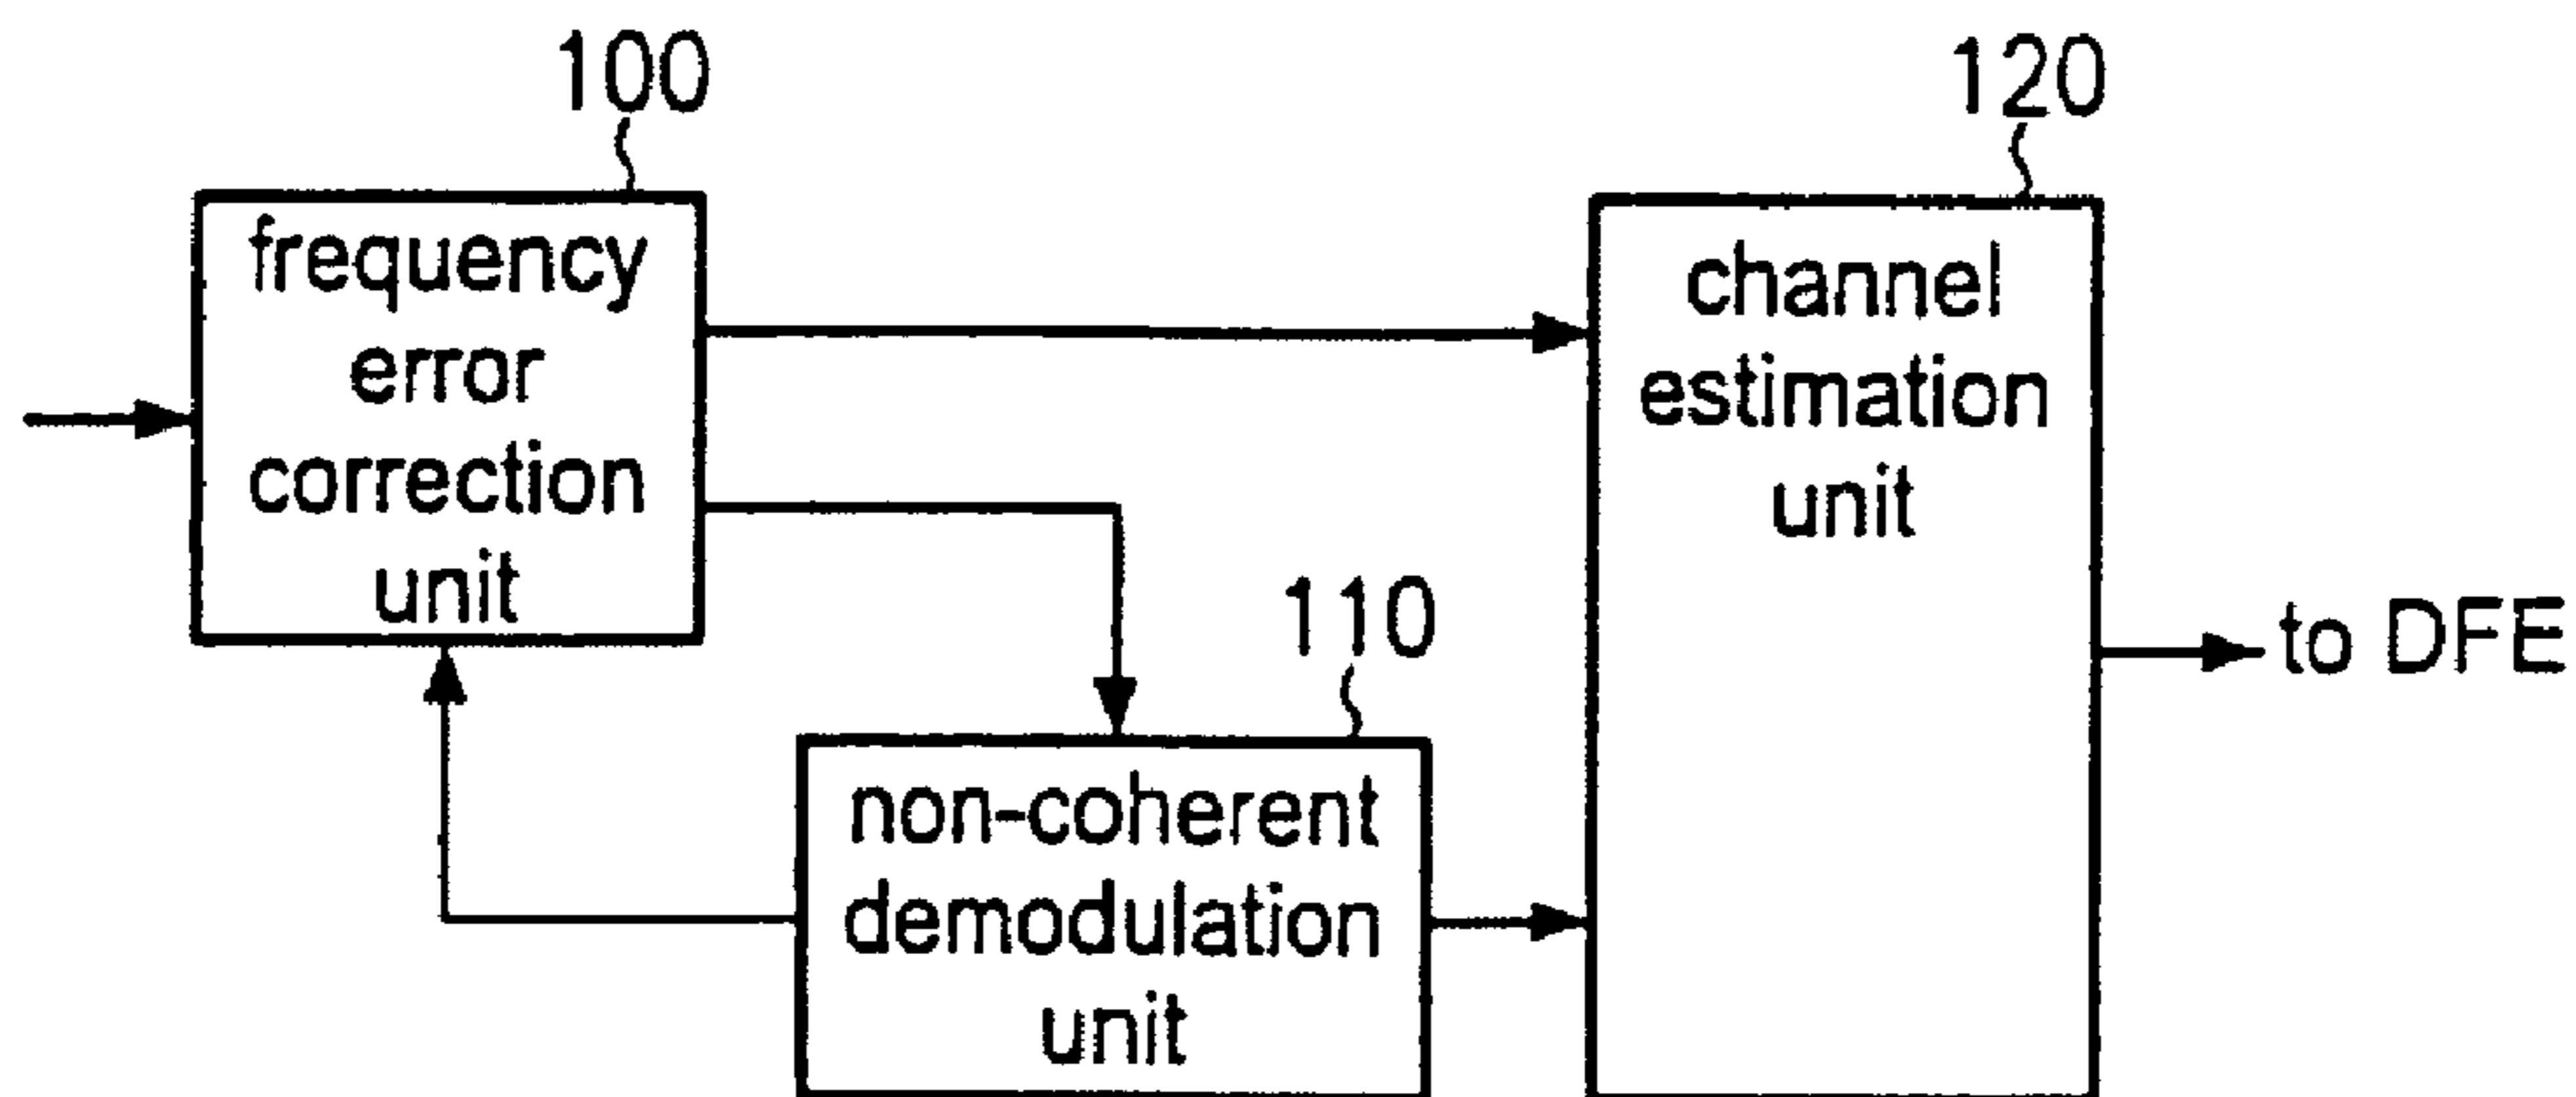 100
120
frequency
error
correction
unit
channel
estimation
unit
110
to DFE
non-coherent
demodulation
unit